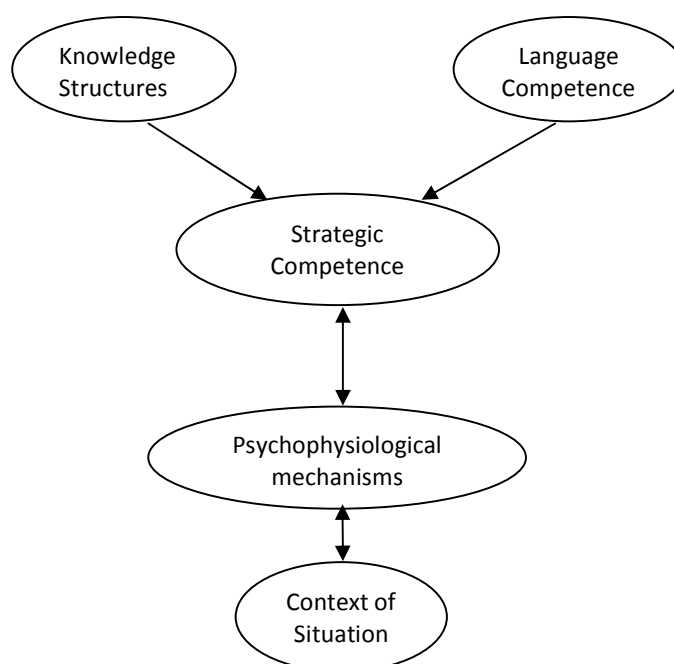 Knowledge
Structures
Language
Competence
Strategic
Competence
Psychophysiological
mechanisms
Context of
Situation